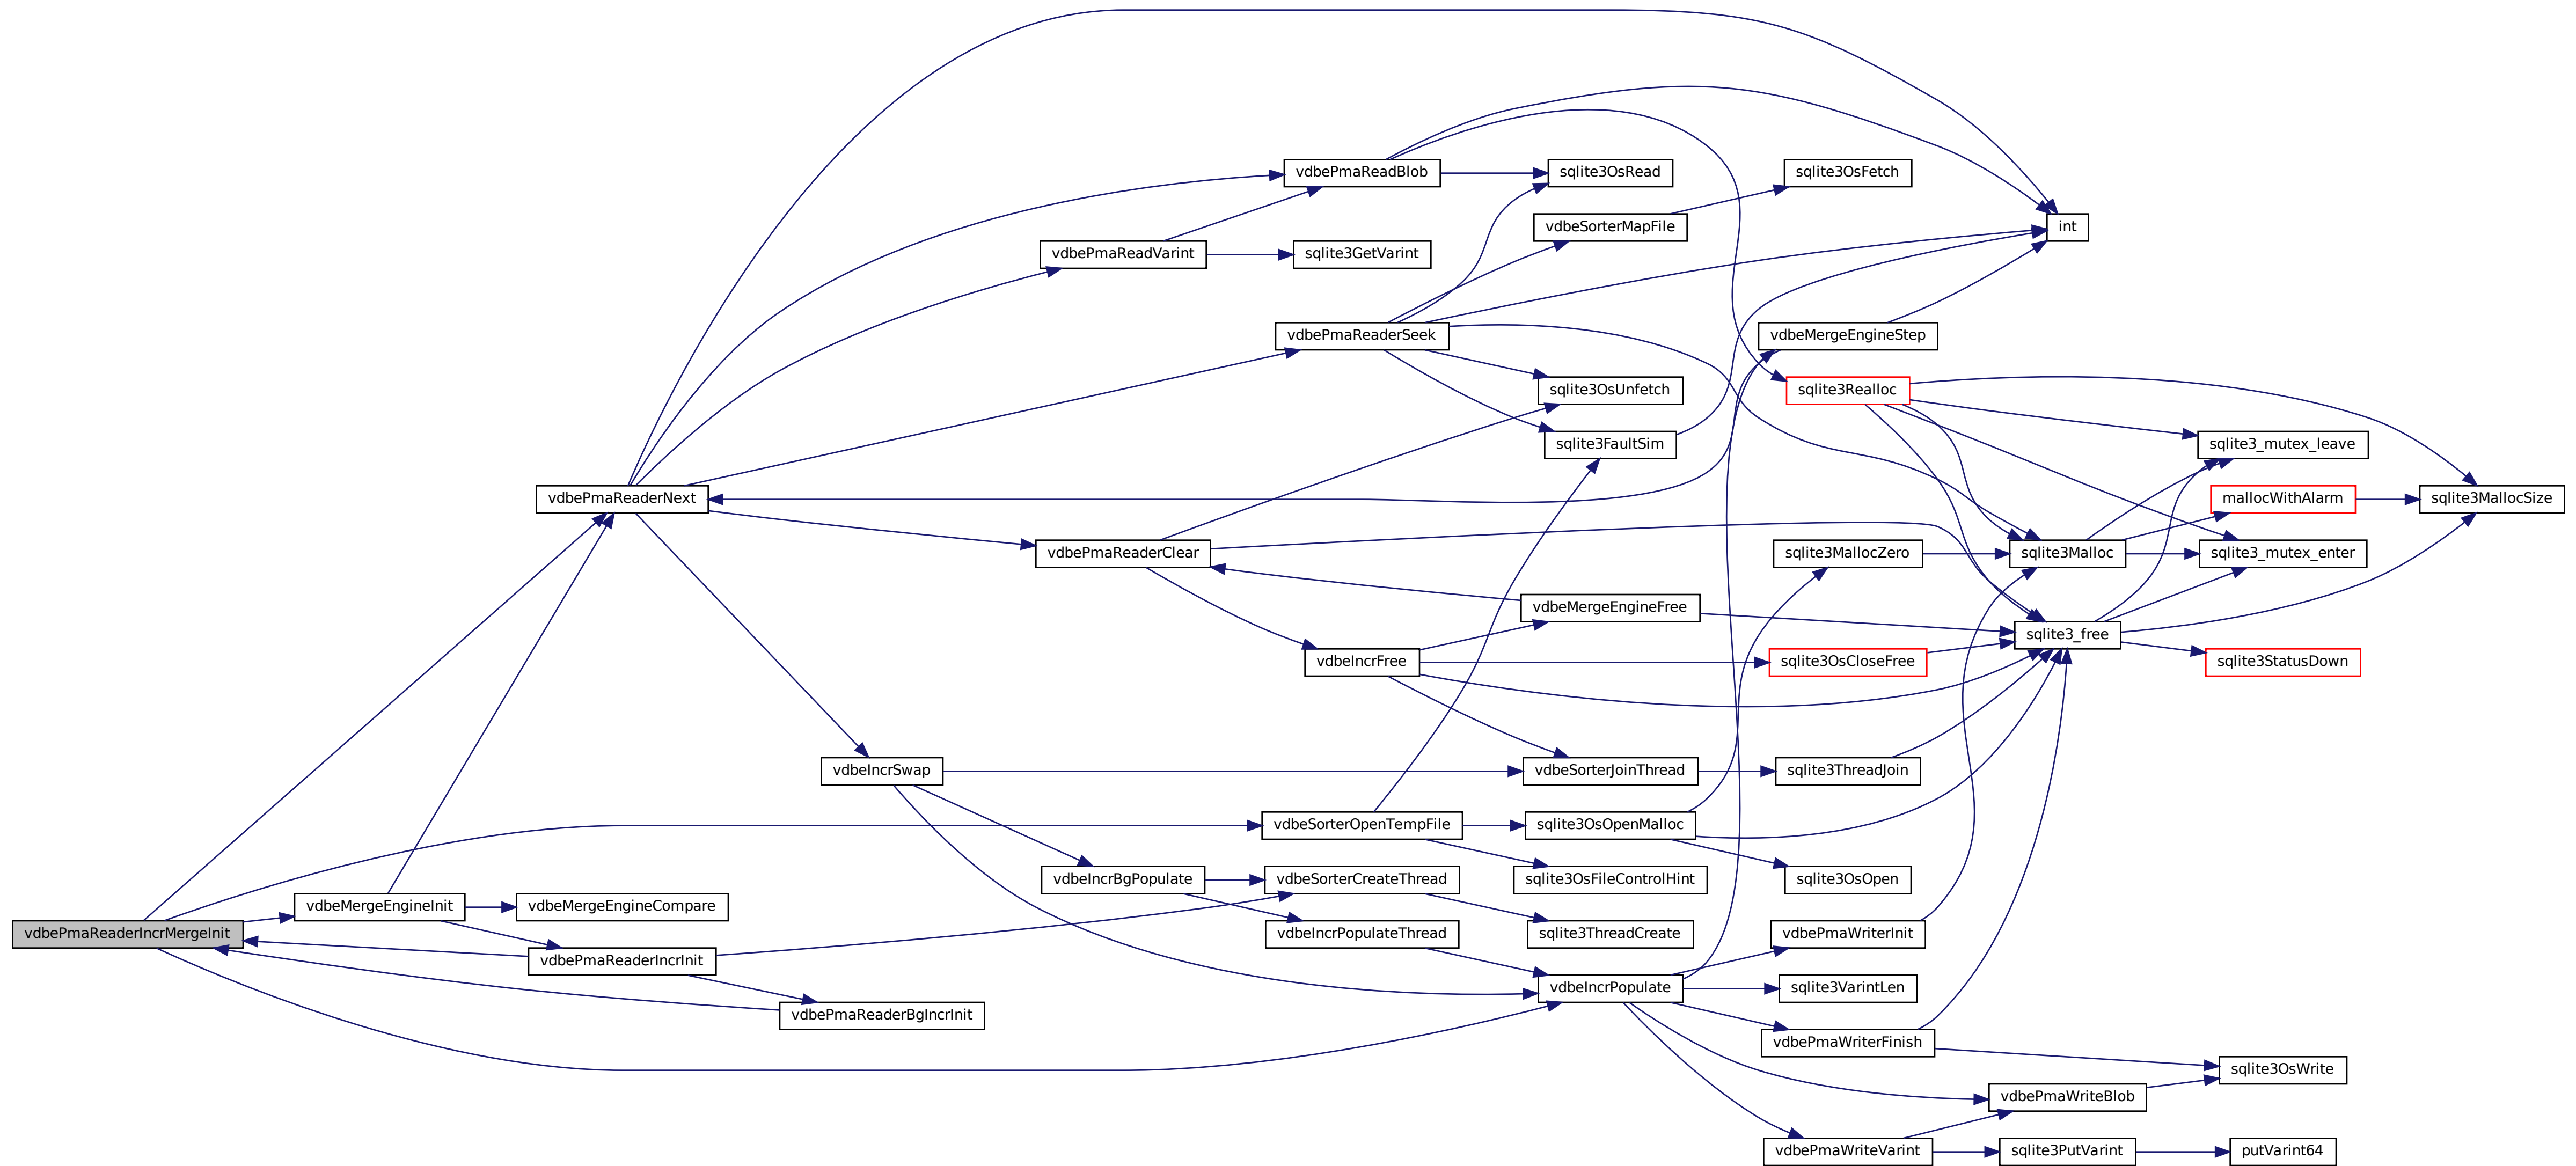 vdbePmaReadBlob
sqlite3OsRead
sqlite3OsFetch
vdbePmaReadVarint
sqlite3GetVarint
vdbeSorterMapFile
int
vdbePmaReaderSeek
vdbeMergeEngineStep
sqlite3OsUnfetch
sqlite3Realloc
sqlite3FaultSim
sqlite3_mutex_leave
vdbePmaReaderNext
mallocWithAlarm
sqlite3MallocSize
vdbePmaReaderClear
sqlite3MallocZero
sqlite3Malloc
sqlite3_mutex_enter
vdbeMergeEngineFree
sqlite3_free
vdbeIncrFree
sqlite3OsCloseFree
sqlite3StatusDown
vdbeIncrSwap
vdbeSorterJoinThread
sqlite3ThreadJoin
vdbeSorterOpenTempFile
sqlite3OsOpenMalloc
vdbeIncrBgPopulate
vdbeSorterCreateThread
sqlite3OsFileControlHint
sqlite3OsOpen
vdbeMergeEngineInit
vdbeMergeEngineCompare
vdbePmaReaderIncrMergeInit
vdbeIncrPopulateThread
sqlite3ThreadCreate
vdbePmaWriterInit
vdbePmaReaderIncrInit
vdbeIncrPopulate
sqlite3VarintLen
vdbePmaReaderBgIncrInit
vdbePmaWriterFinish
sqlite3OsWrite
vdbePmaWriteBlob
vdbePmaWriteVarint
sqlite3PutVarint
putVarint64